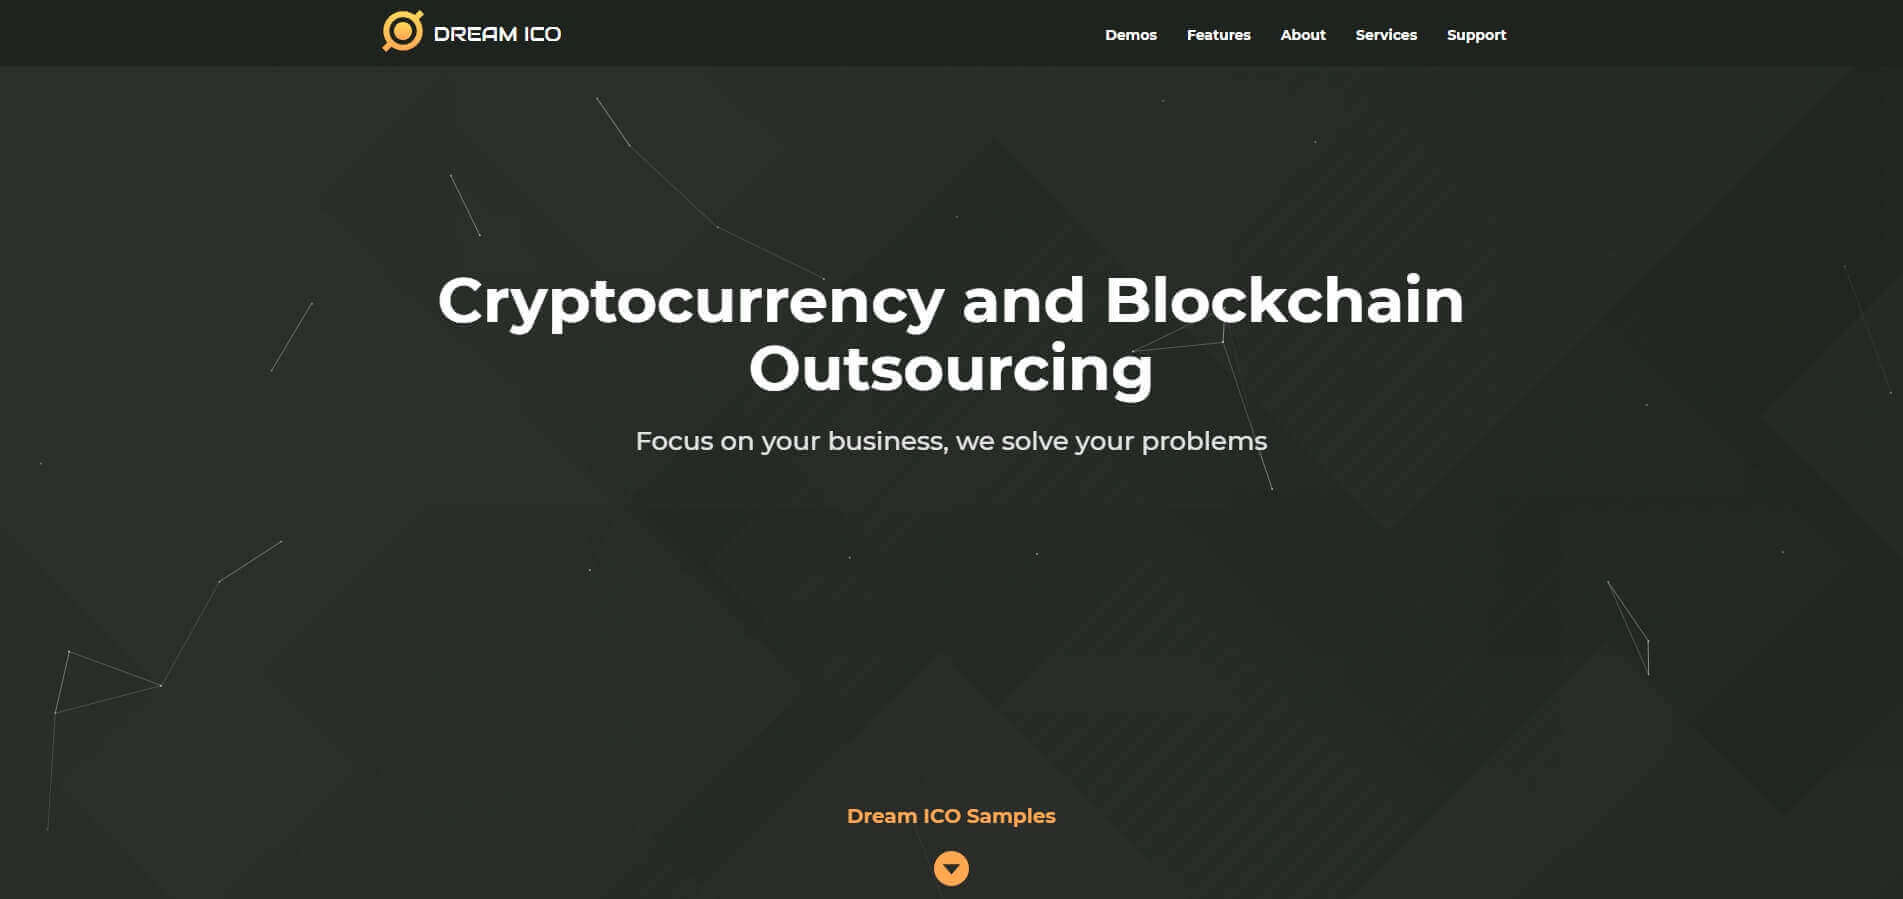 DREAM ICO
Demos Features About Services Support
Cryptocurrency and Blockchain
Outsourcing
Focus on your business, we solve your problems
Dream ICO Samples